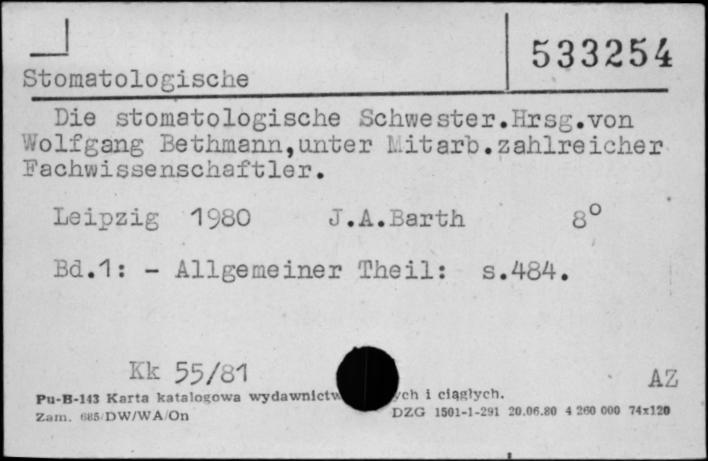 533254
Stomatologische
Die stomatologische Schwester.Hrsg.von
Wolfgang Bethmann,unter Mitarb.zahlreicher
Fachwissenschaftler.
Leipzig 1980 J.A.Barth 8°
Bd.1: - Allgemeiner Theil: s.484.
Kk 55/81 AZ
Pu-B-143 Karta katalogowa wydawnictw ych i ciągłych.
Zam. 685/DW/WA/On DZG 1501-1-291 20.06.80 4 260 000 74x120